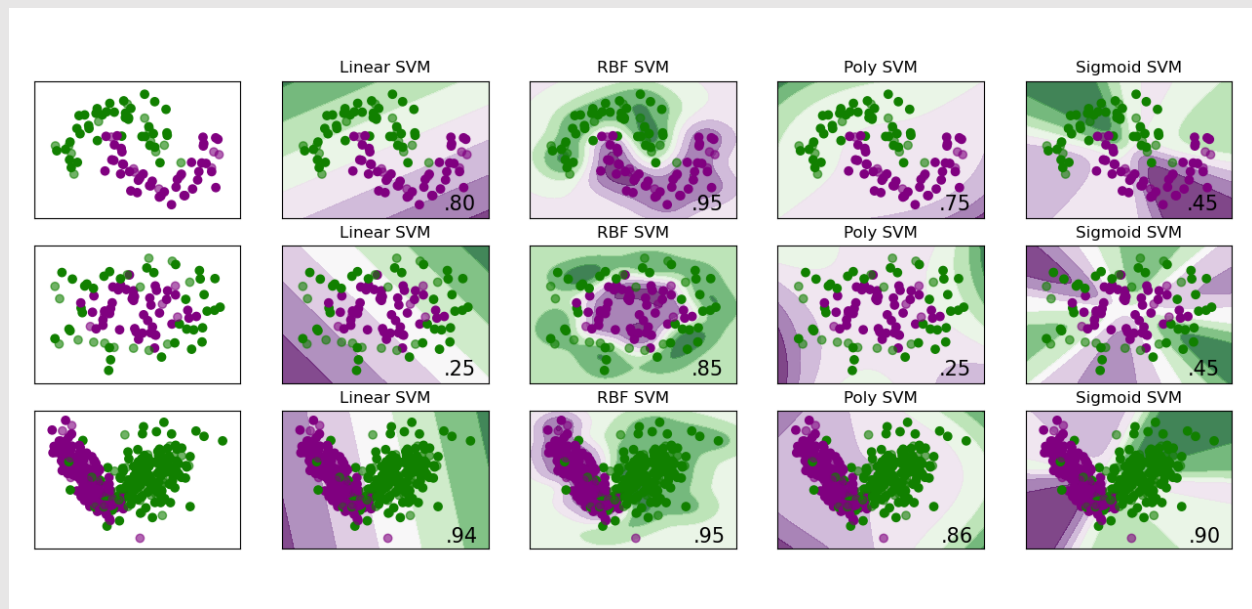 Linear SVM RBF SVM Poly SVM Sigmoid SVM
.80 .95 .75 .45
Linear SVM RBF SVM Poly SVM Sigmoid SVM
.25 .85 .25 .45
Linear SVM RBF SVM Poly SVM Sigmoid SVM
.94 .95 .86 .90